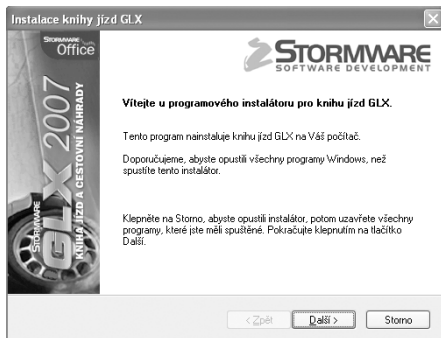 Instalace knihy jízd GLX
STORMWARE
Office
STORMWARE
SOFTWARE DEVELOPMENT
STORMWARE
GLX 2007
KNIHA JÍZD A CESTOVNÍ NÁHRADY
Vítejte u programového instalátoru pro knihu jízd GLX.
Tento program nainstaluje knihu jízd GLX na Váš počítač.
Doporučujeme, abyste opustili všechny programy Windows, než
spustíte tento instalátor.
Klepněte na Storno, abyste opustili instalátor, potom uzavřete všechny
programy, které jste měli spuštěné. Pokračujte klepnutím na tlačítko
Další.
< Zpět
Další >
Storno